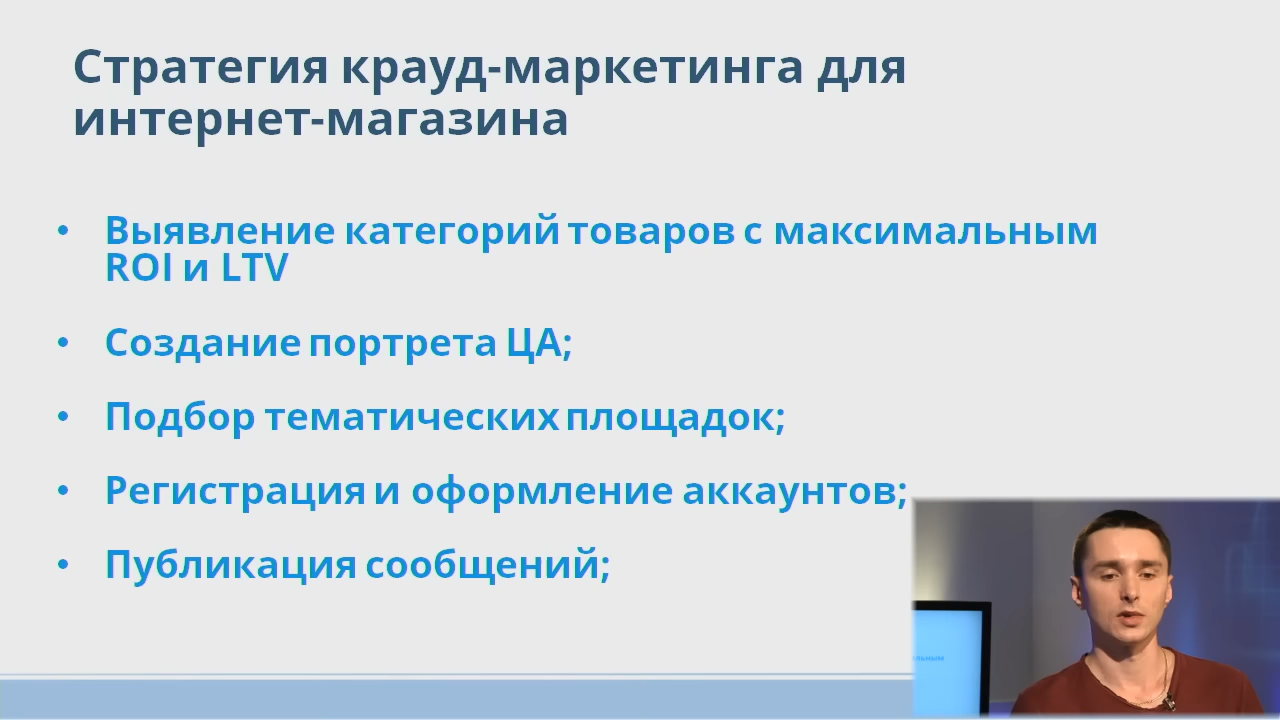 Стратегия крауд-маркетинга для
интернет-магазина
• Выявление категорий товаров с максимальным
ROI и LTV
• Создание портрета ЦА;
• Подбор тематических площадок;
• Регистрация и оформление аккаунтов;
• Публикация сообщений;